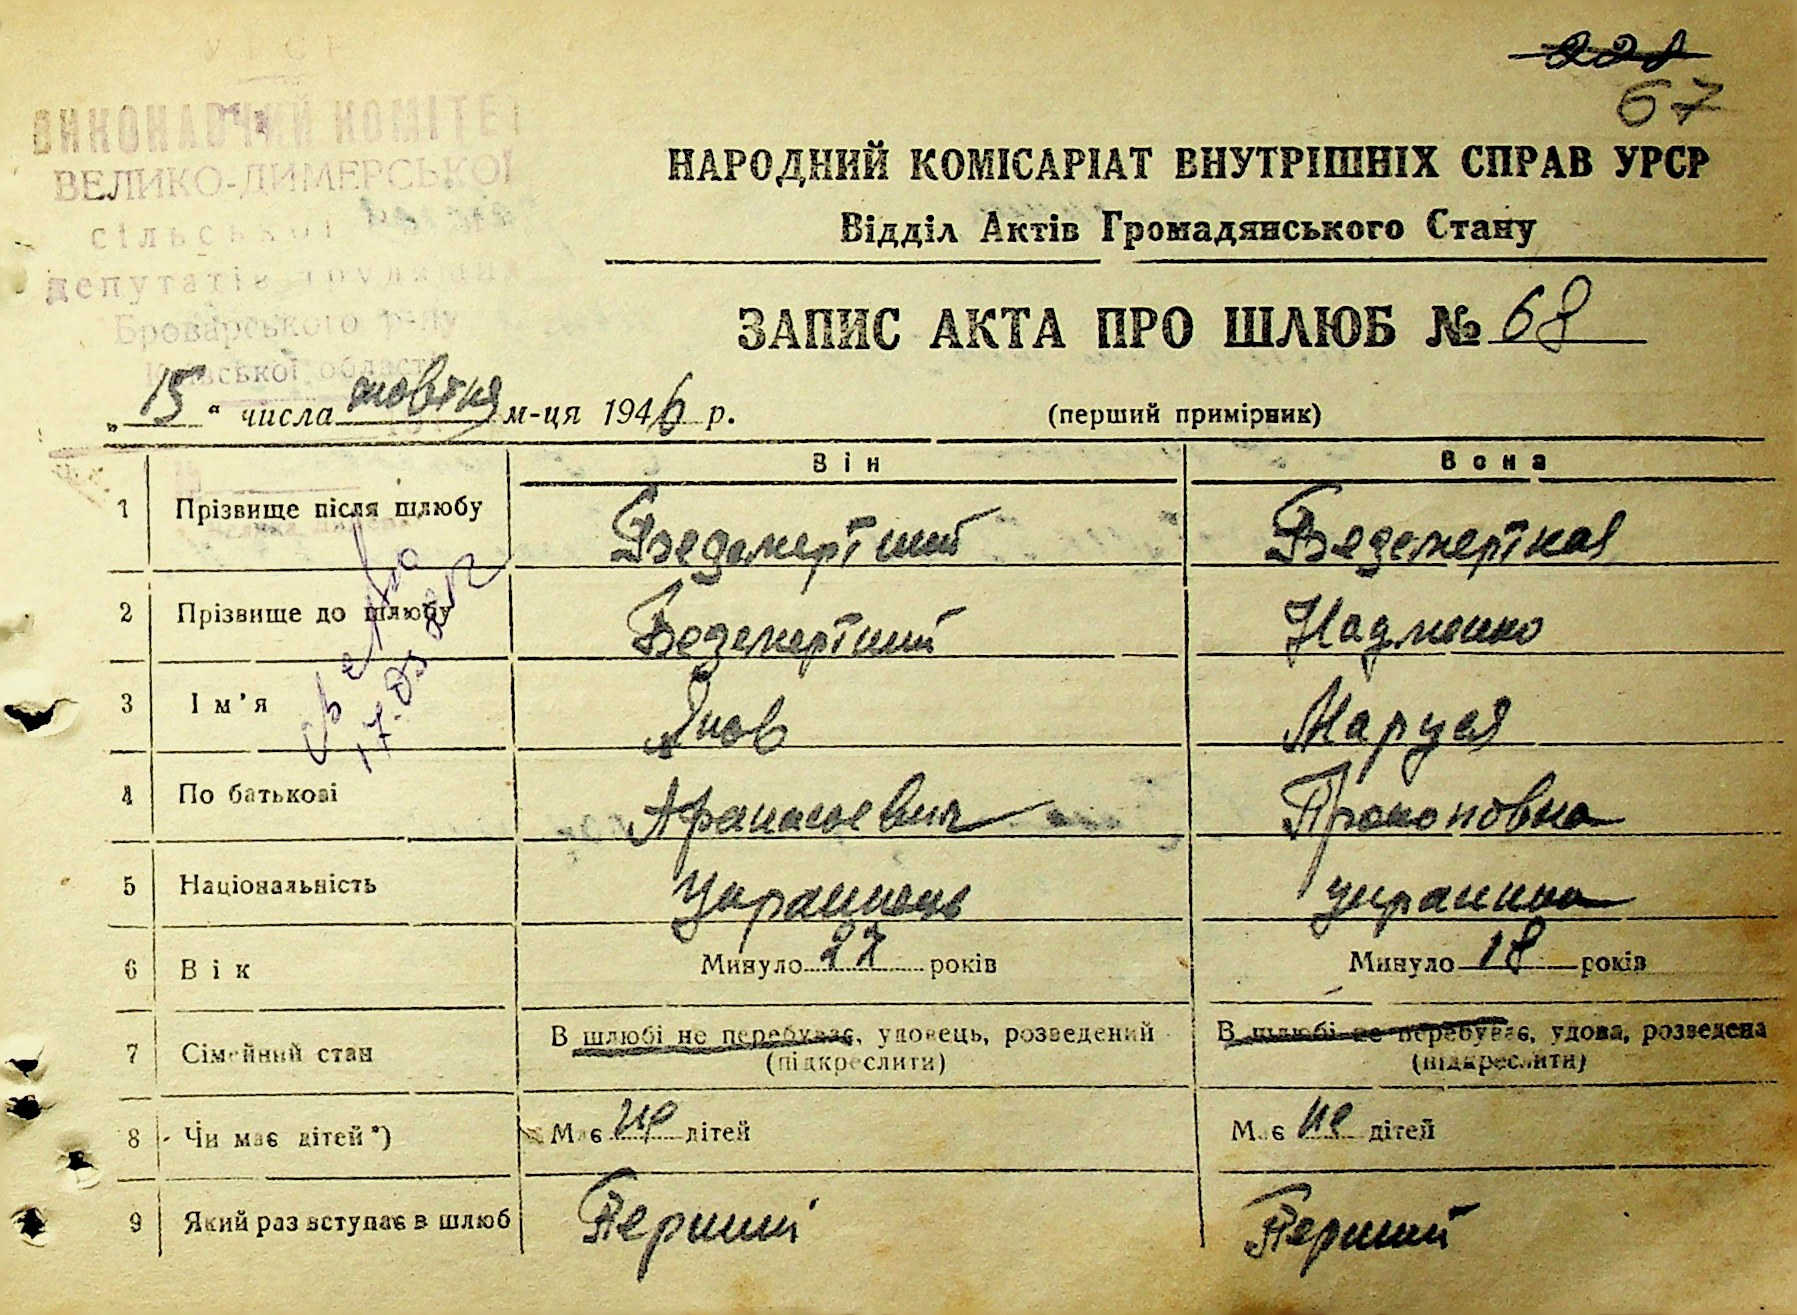 УРСР
ВИКОНАВЧИЙ КОМІТЕТ
ВЕЛИКО-ДИМЕРСЬКОЇ
сільської
депутатів трудящих
Броварського р-ну
Київської області
228
67
НАРОДНИЙ КОМІСАРІАТ ВНУТРІШНІХ СПРАВ УРСР
Відділ Актів Громадянського Стану
ЗАПИС АКТА ПРО ШЛЮБ № 68
„15“ числа жовтня м-ця 1946 р. (перший примірник)
Він Вона
1 Прізвище після шлюбу Безсмертний Безсмертная
2 Прізвище до шлюбу Безсмертний Надменко
3 Ім'я Яков Маруся
4 По батькові Афанасьевич Прокоповна
5 Національність Украинець украинка
6 Вік Минуло 27 років Минуло 18 років
7 Сімейний стан В шлюбі не перебуває, удовець, розведений В шлюбі не перебуває, удова, розведена
(підкреслити) (підкреслити)
8 Чи має дітей*) Має не дітей Має не дітей
9 Який раз вступає в шлюб Перший Перший